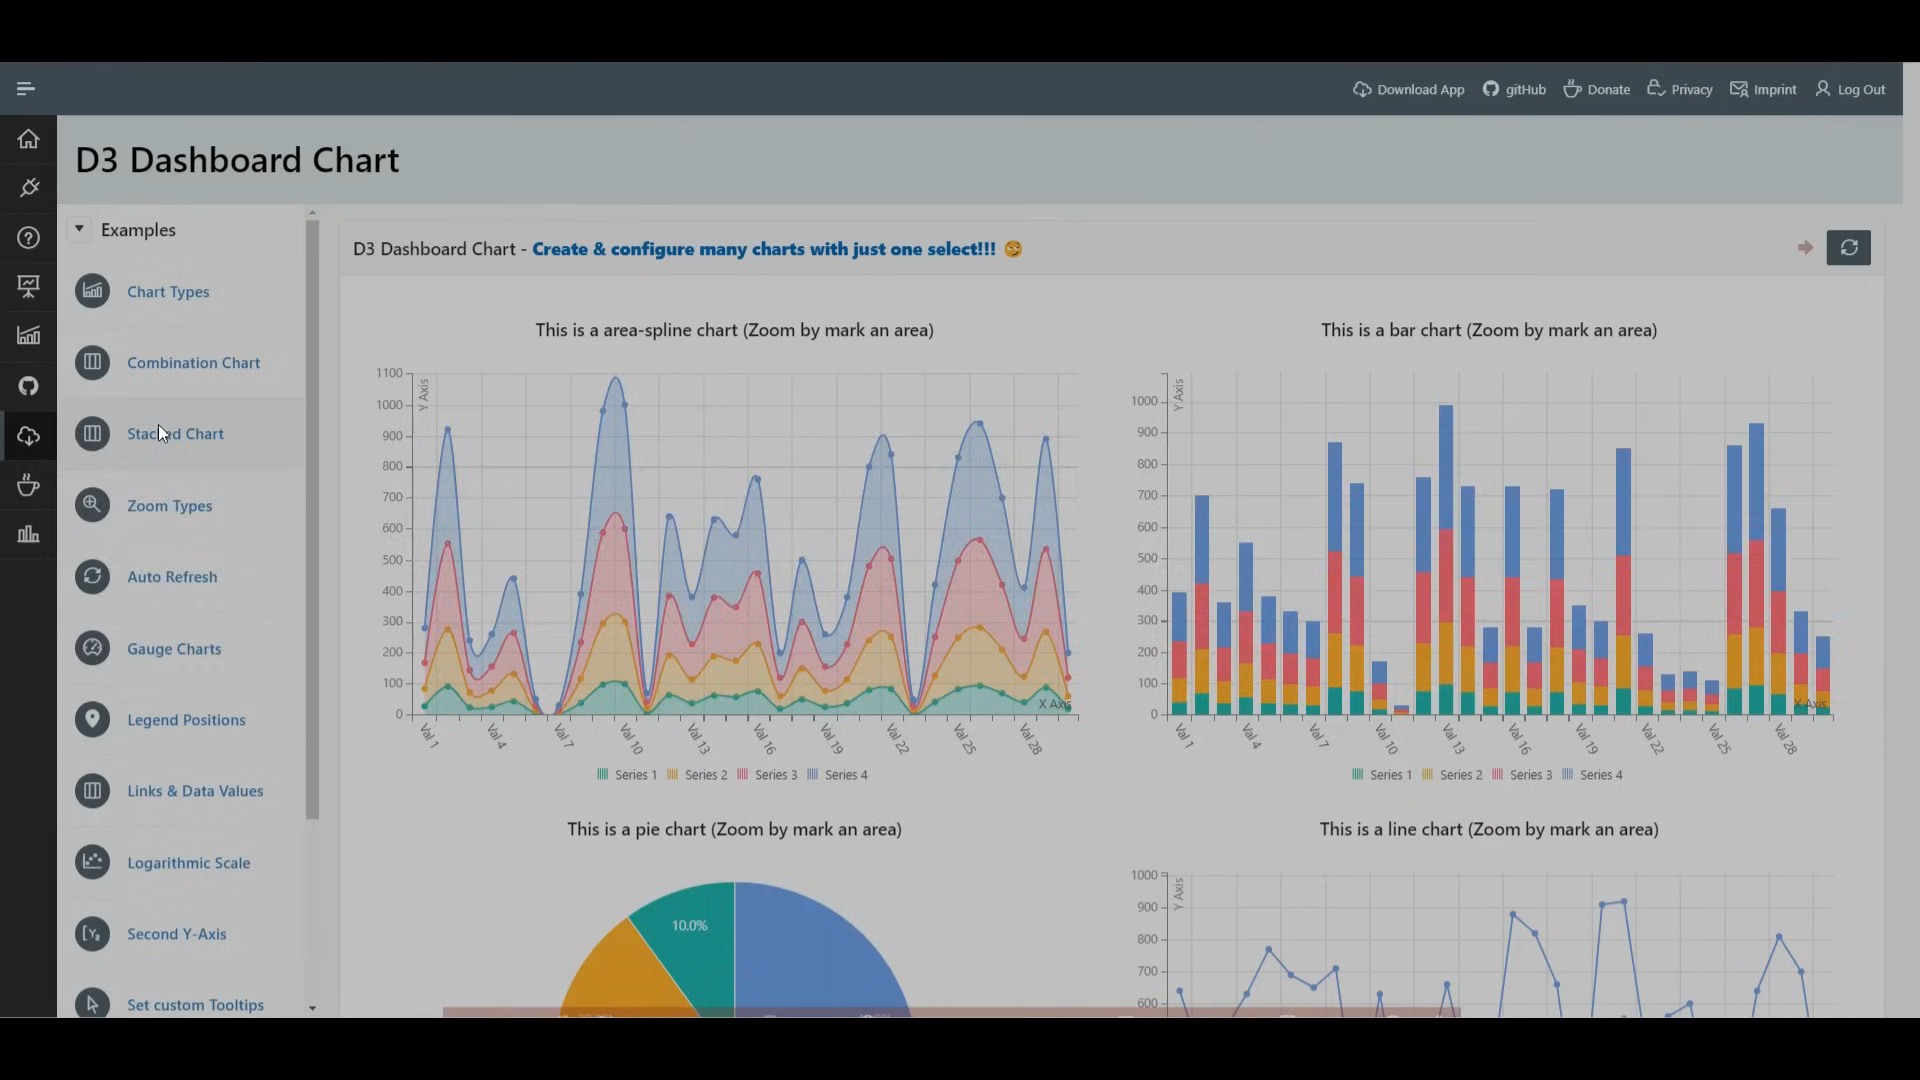 Download App
gitHub
Donate
Privacy
Imprint
Log Out
D3 Dashboard Chart
Examples
Chart Types
Combination Chart
Stacked Chart
Zoom Types
Auto Refresh
Gauge Charts
Legend Positions
Links & Data Values
Logarithmic Scale
Second Y-Axis
Set custom Tooltips
D3 Dashboard Chart - Create & configure many charts with just one select!!!
This is a area-spline chart (Zoom by mark an area)
Y Axis
1100
1000
900
800
700
600
500
400
300
200
100
0
X Axis
Val 1
Val 4
Val 7
Val 10
Val 13
Val 16
Val 19
Val 22
Val 25
Val 28
Series 1
Series 2
Series 3
Series 4
This is a bar chart (Zoom by mark an area)
Y Axis
1000
900
800
700
600
500
400
300
200
100
0
X Axis
Val 1
Val 4
Val 7
Val 10
Val 13
Val 16
Val 19
Val 22
Val 25
Val 28
Series 1
Series 2
Series 3
Series 4
This is a pie chart (Zoom by mark an area)
10.0%
This is a line chart (Zoom by mark an area)
Y Axis
1000
900
800
700
600